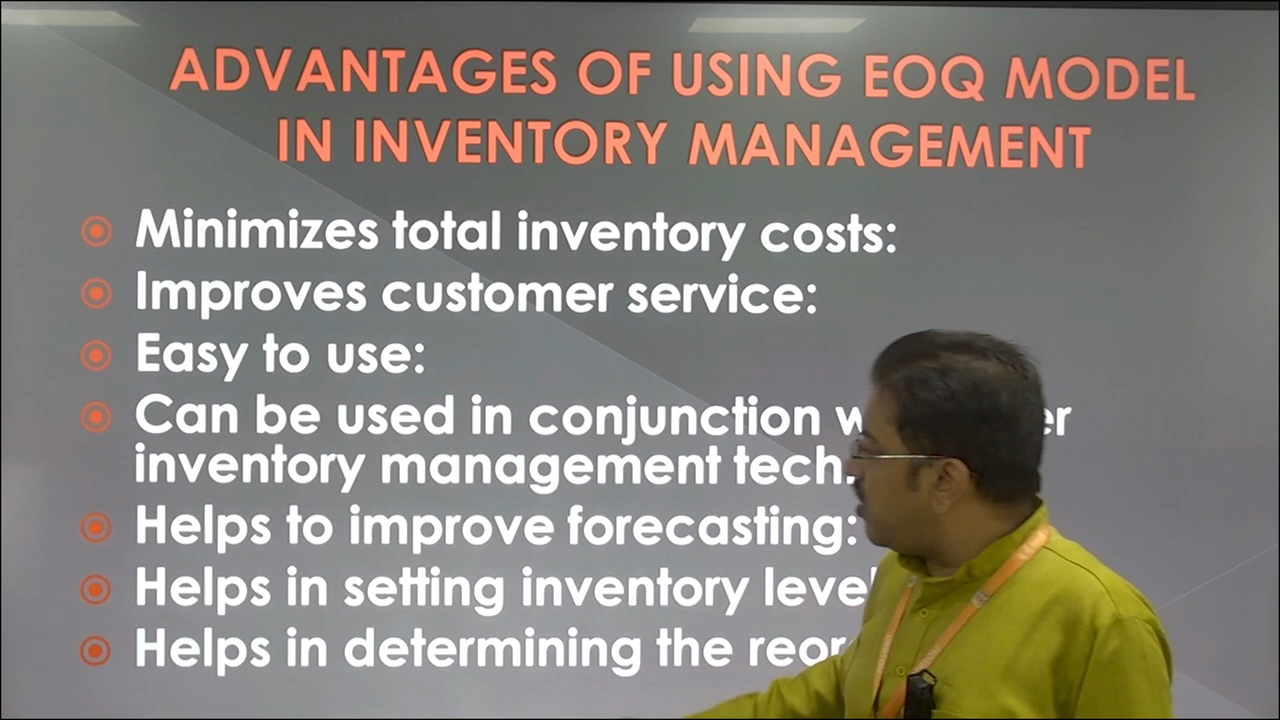 ADVANTAGES OF USING EOQ MODEL
IN INVENTORY MANAGEMENT
Minimizes total inventory costs:
Improves customer service:
Easy to use:
Can be used in conjunction
inventory management tech.
Helps to improve forecasting:
Helps in setting inventory
Helps in determining the